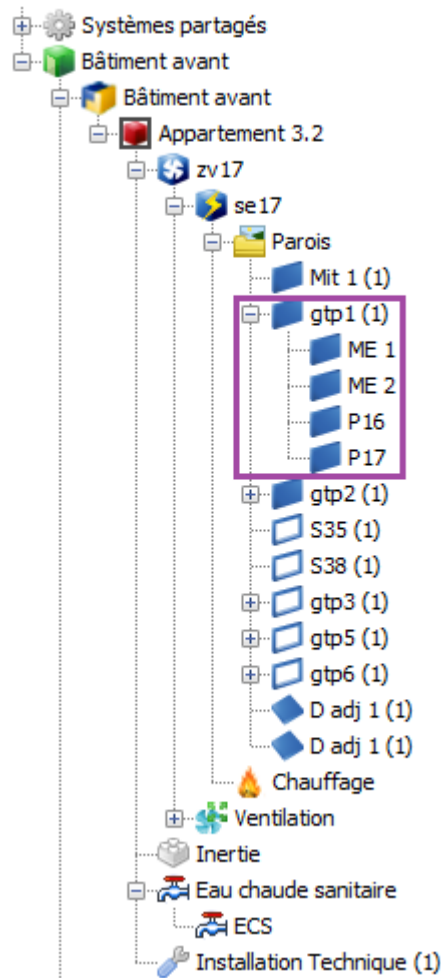 Systèmes partagés
Bâtiment avant
Bâtiment avant
Appartement 3.2
zv17
se17
Parois
Mit 1 (1)
gtp1 (1)
ME 1
ME 2
P16
P17
gtp2 (1)
S35 (1)
S38 (1)
gtp3 (1)
gtp5 (1)
gtp6 (1)
D adj 1 (1)
D adj 1 (1)
Chauffage
Ventilation
Inertie
Eau chaude sanitaire
ECS
Installation Technique (1)